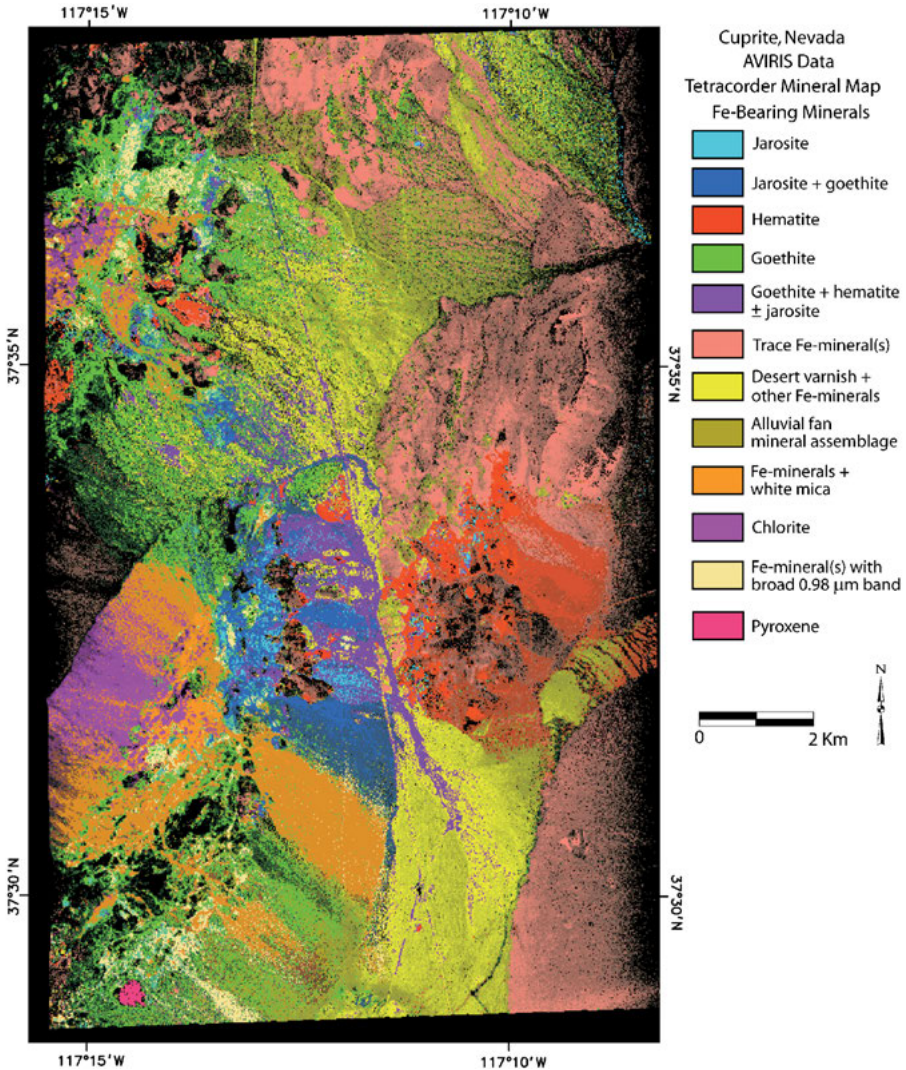 117°15'W
117°10'W
Cuprite, Nevada
AVIRIS Data
Tetracorder Mineral Map
Fe-Bearing Minerals
Jarosite
Jarosite + goethite
Hematite
Goethite
Goethite + hematite
± jarosite
Trace Fe-mineral(s)
Desert varnish +
other Fe-minerals
Alluvial fan
mineral assemblage
Fe-minerals +
white mica
Chlorite
Fe-mineral(s) with
broad 0.98 µm band
Pyroxene
N
0
2 Km
37°35'N
37°35'N
37°30'N
37°30'N
117°15'W
117°10'W